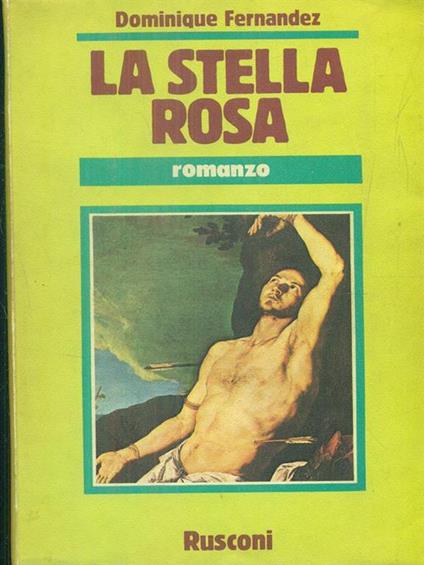 Dominique Fernandez
LA STELLA
ROSA
romanzo
Rusconi